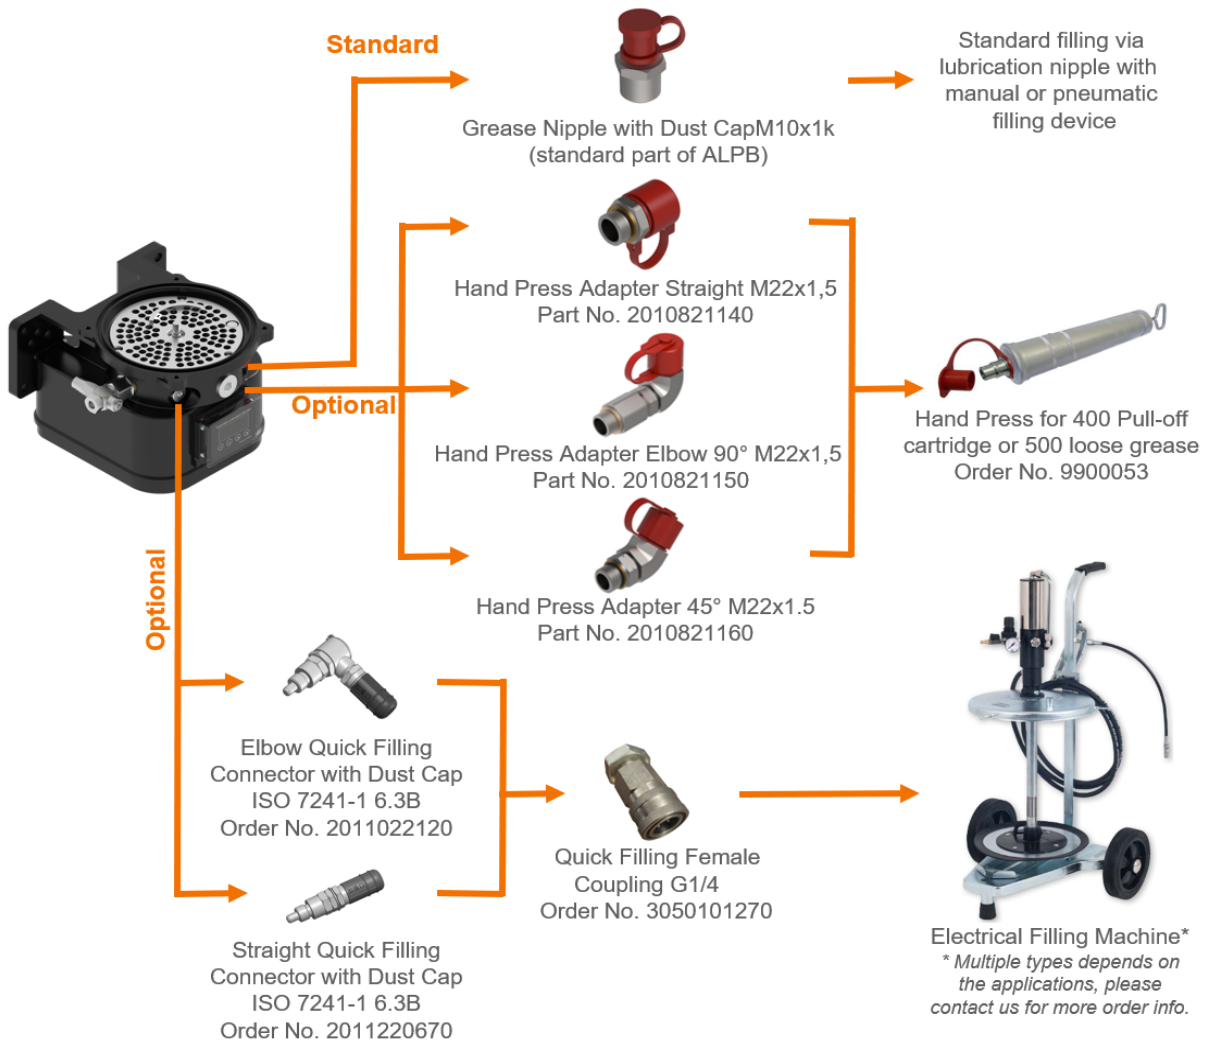 Standard
Grease Nipple with Dust CapM10x1k
(standard part of ALPB)
Standard filling via
lubrication nipple with
manual or pneumatic
filling device
Optional
Hand Press Adapter Straight M22x1,5
Part No. 2010821140
Hand Press Adapter Elbow 90° M22x1,5
Part No. 2010821150
Hand Press Adapter 45° M22x1.5
Part No. 2010821160
Hand Press for 400 Pull-off
cartridge or 500 loose grease
Order No. 9900053
Optional
Elbow Quick Filling
Connector with Dust Cap
ISO 7241-1 6.3B
Order No. 2011022120
Straight Quick Filling
Connector with Dust Cap
ISO 7241-1 6.3B
Order No. 2011220670
Quick Filling Female
Coupling G1/4
Order No. 3050101270
Electrical Filling Machine*
* Multiple types depends on
the applications, please
contact us for more order info.